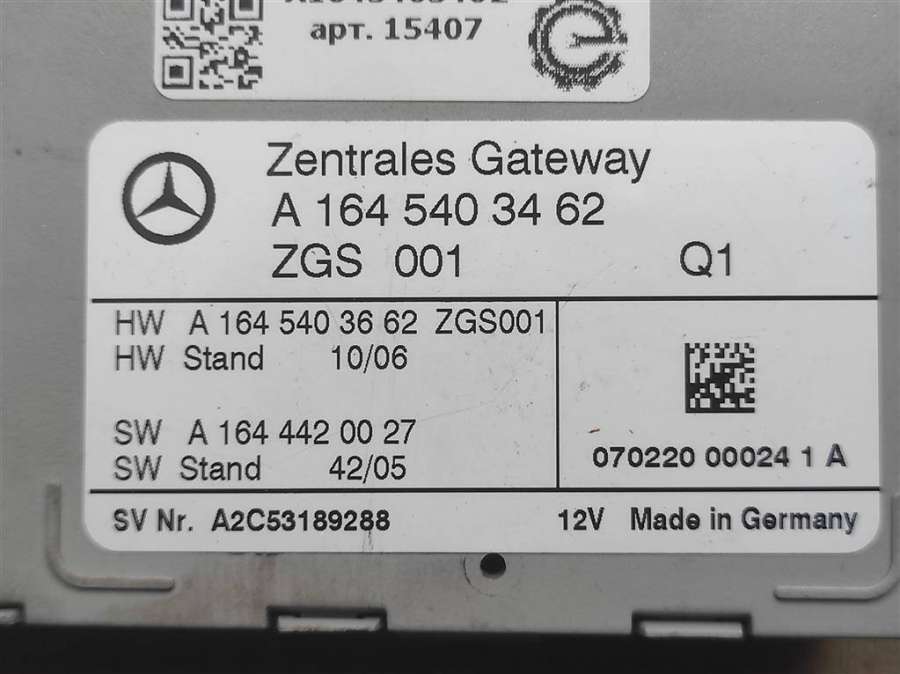 арт. 15407
Zentrales Gateway
A 164 540 34 62
ZGS 001 Q1
HW A 164 540 36 62 ZGS001
HW Stand 10/06
SW A 164 442 00 27
SW Stand 42/05
070220 00024 1 A
SV Nr. A2C53189288 12V Made in Germany